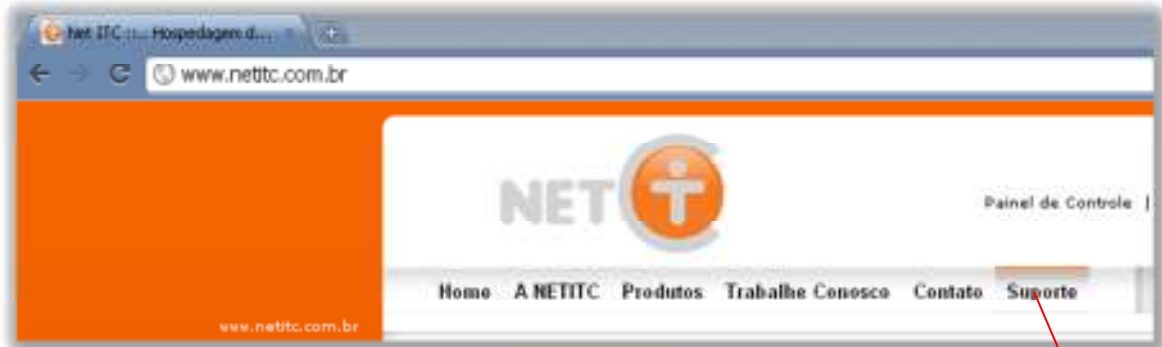 Net ITC ::... Hospedagem d...
www.netitc.com.br
NET iTC
Painel de Controle |
Home A NETITC Produtos Trabalhe Conosco Contato Suporte
www.netitc.com.br